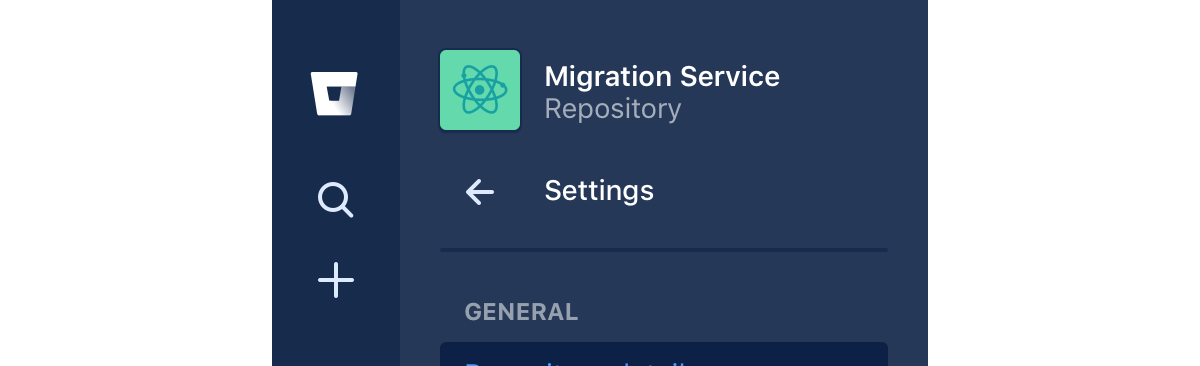 Migration Service
Repository
Settings
GENERAL